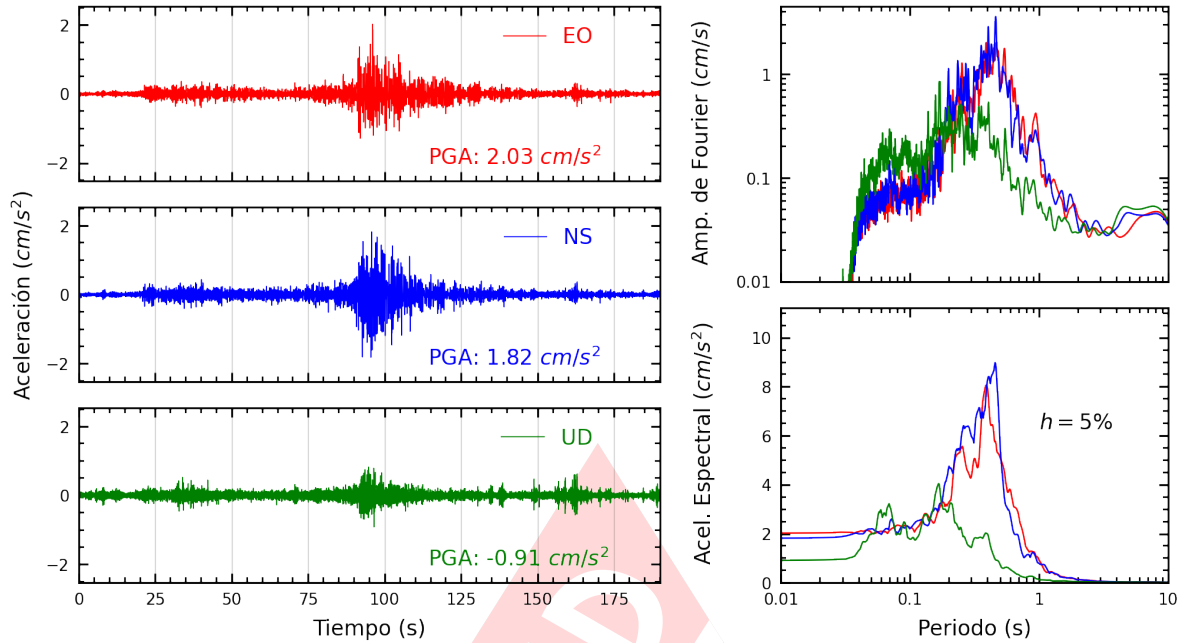 Aceleración (cm/s²)
2
0
−2
EO
PGA: 2.03 cm/s²
2
0
−2
NS
PGA: 1.82 cm/s²
2
0
−2
UD
PGA: -0.91 cm/s²
0 25 50 75 100 125 150 175
Tiempo (s)
Amp. de Fourier (cm/s)
1
0.1
0.01
Acel. Espectral (cm/s²)
10
8
6
4
2
0
h = 5%
0.01 0.1 1 10
Periodo (s)